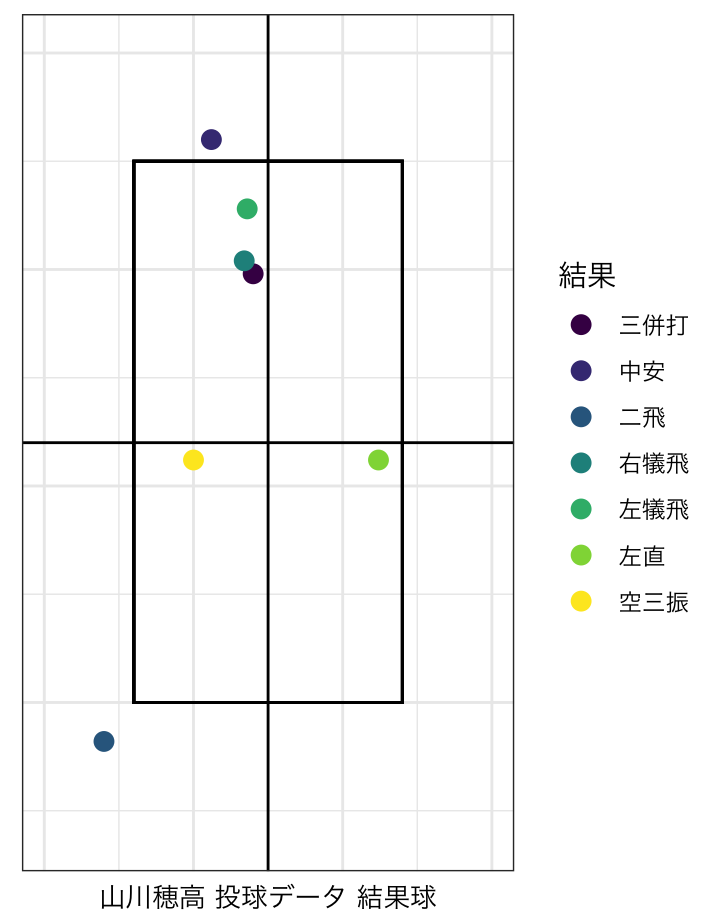 結果
三併打
中安
二飛
右犠飛
左犠飛
左直
空三振
山川穂高 投球データ 結果球